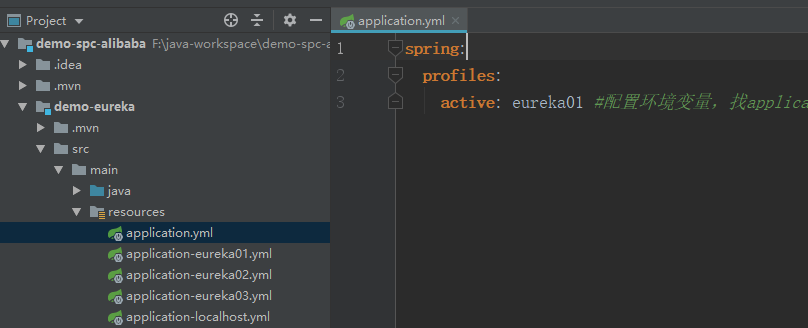 Project
demo-spc-alibaba F:\java-workspace\demo-spc-a
.idea
.mvn
demo-eureka
.mvn
src
main
java
resources
application.yml
application-eureka01.yml
application-eureka02.yml
application-eureka03.yml
application-localhost.yml
application.yml
1 spring:
2 profiles:
3 active: eureka01 #配置环境变量，找applica